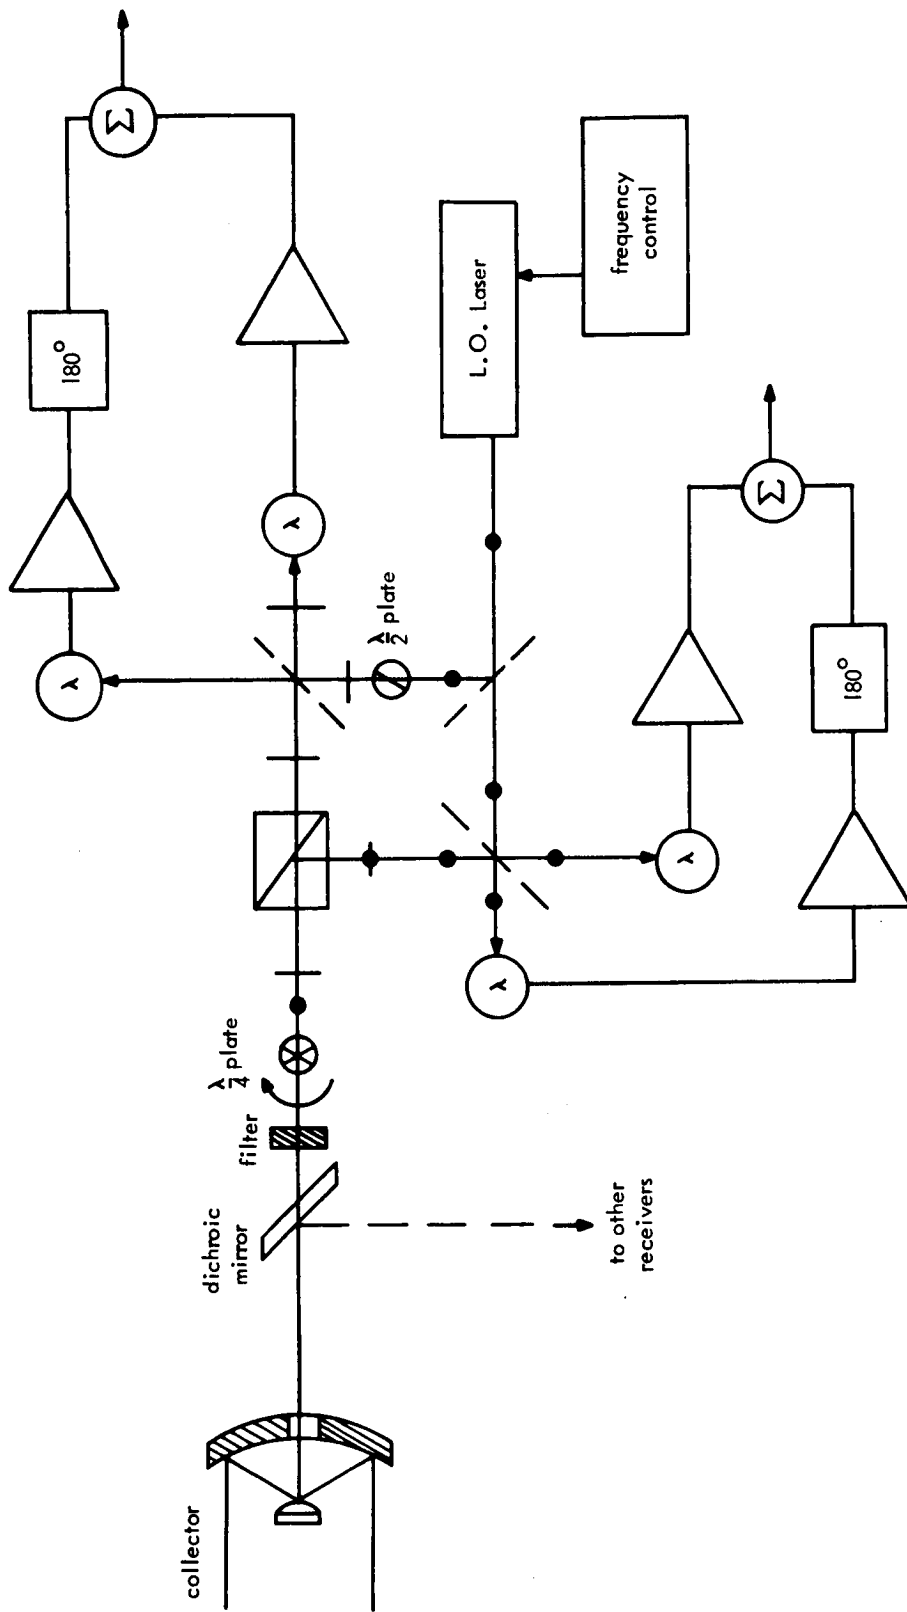 collector
dichroic
mirror
to other
receivers
filter
λ/4 plate
λ/2 plate
λ
λ
λ
λ
180°
180°
Σ
Σ
L.O. Laser
frequency
control